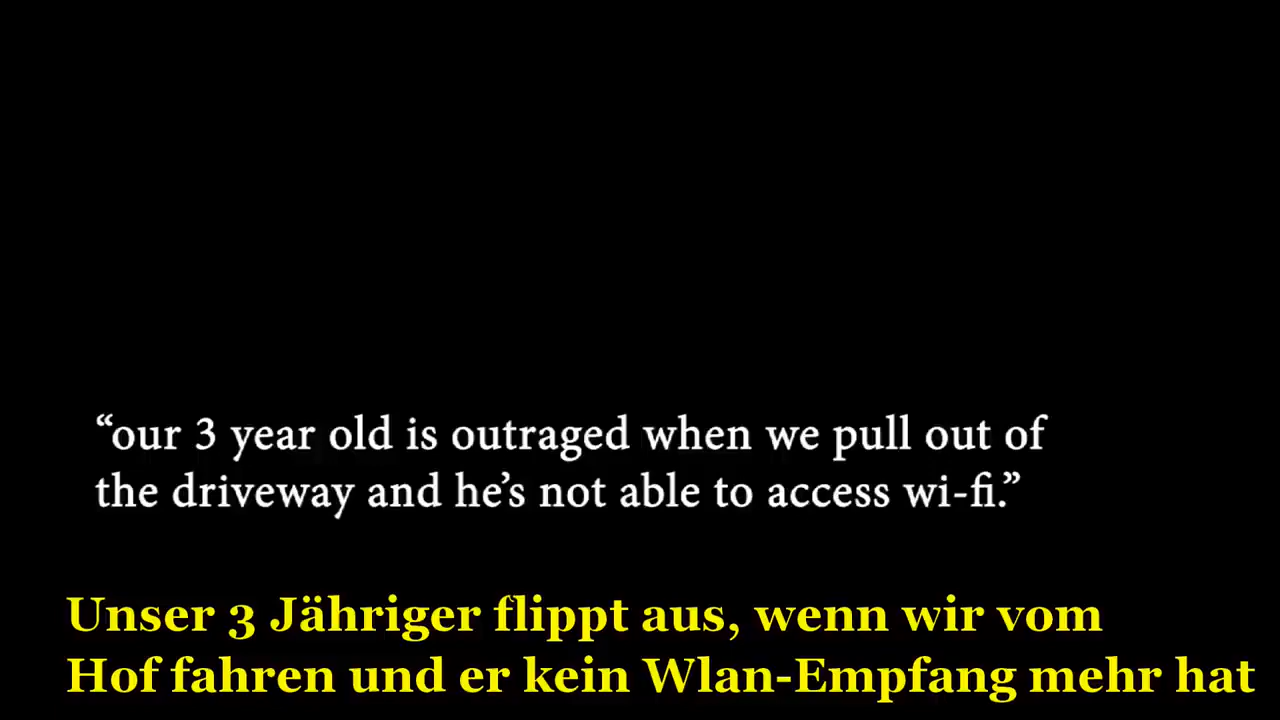 “our 3 year old is outraged when we pull out of
the driveway and he’s not able to access wi-fi.”
Unser 3 Jähriger flippt aus, wenn wir vom
Hof fahren und er kein Wlan-Empfang mehr hat